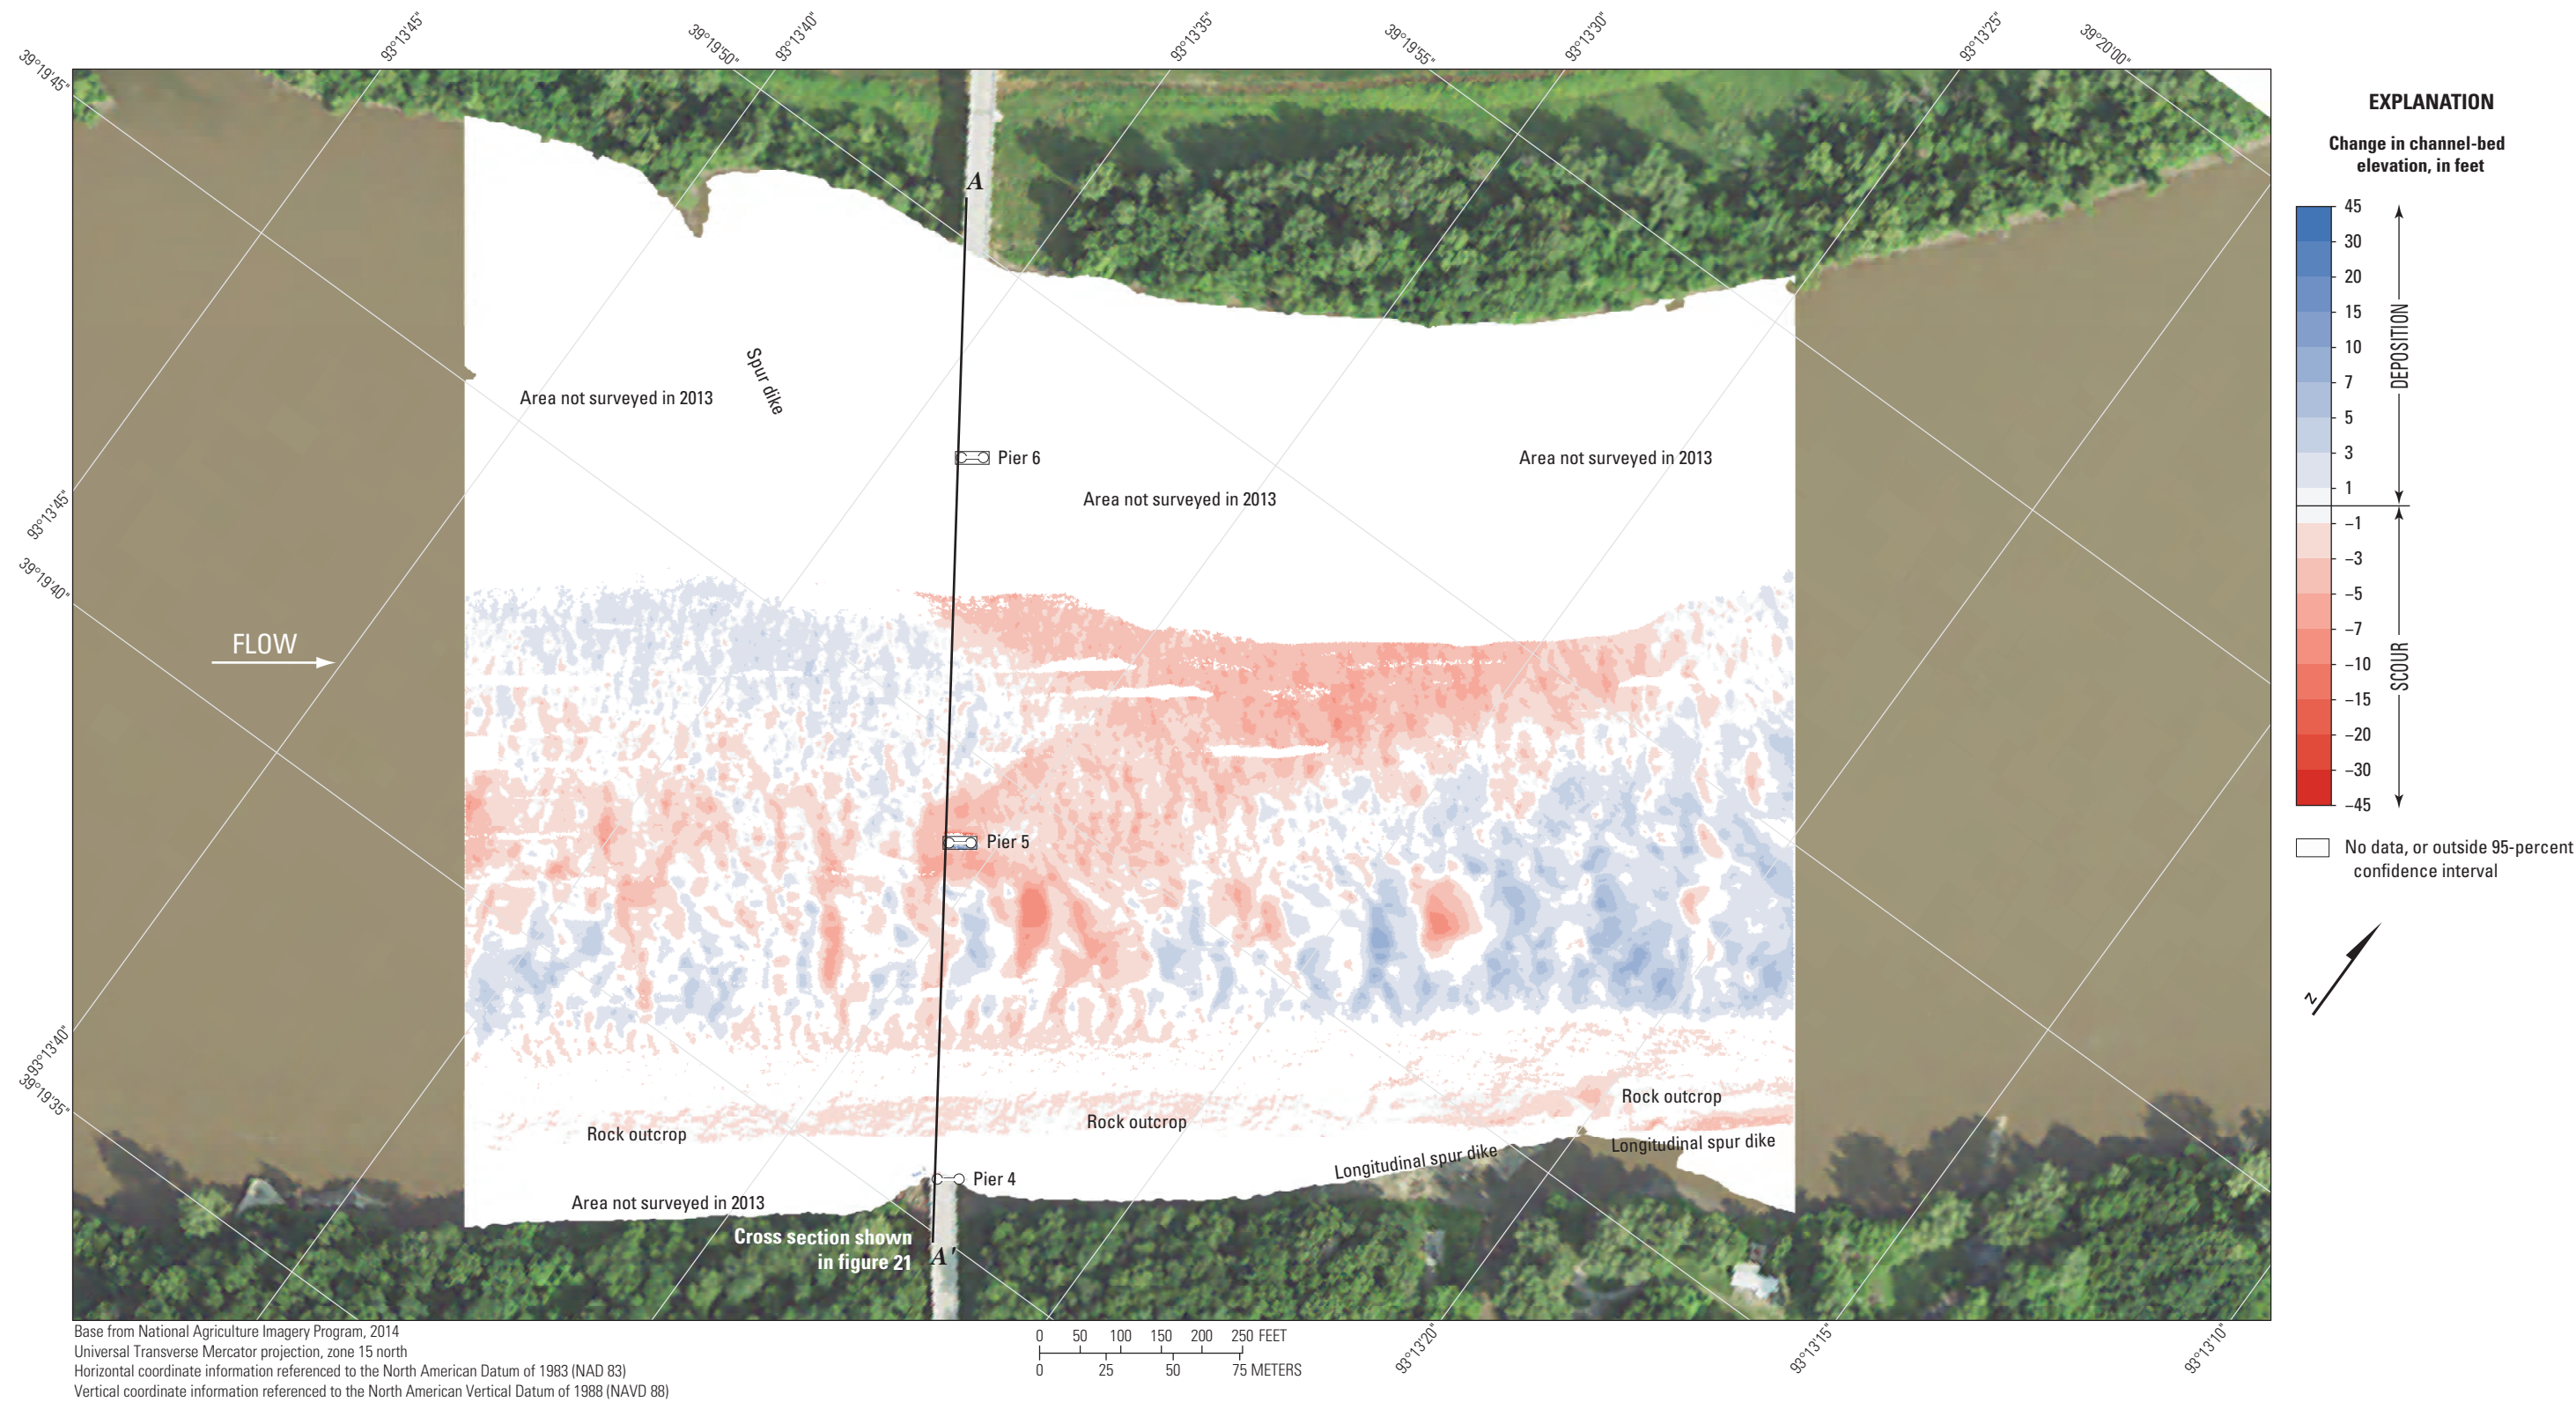 93°13'45"
39°19'50"
93°13'40"
93°13'35"
39°19'55"
93°13'30"
93°13'25"
39°20'00"
39°19'45"
93°13'45"
39°19'40"
93°13'40"
39°19'35"
93°13'20"
93°13'15"
93°13'10"
A
Spur dike
Area not surveyed in 2013
Pier 6
Area not surveyed in 2013
Area not surveyed in 2013
FLOW
Pier 5
Rock outcrop
Rock outcrop
Rock outcrop
Longitudinal spur dike
Longitudinal spur dike
Pier 4
Area not surveyed in 2013
Cross section shown
in figure 21
A'
EXPLANATION
Change in channel-bed
elevation, in feet
45
30
20
15
10
7
5
3
1
–1
–3
–5
–7
–10
–15
–20
–30
–45
DEPOSITION
SCOUR
No data, or outside 95-percent
confidence interval
N
Base from National Agriculture Imagery Program, 2014
Universal Transverse Mercator projection, zone 15 north
Horizontal coordinate information referenced to the North American Datum of 1983 (NAD 83)
Vertical coordinate information referenced to the North American Vertical Datum of 1988 (NAVD 88)
0 50 100 150 200 250 FEET
0 25 50 75 METERS